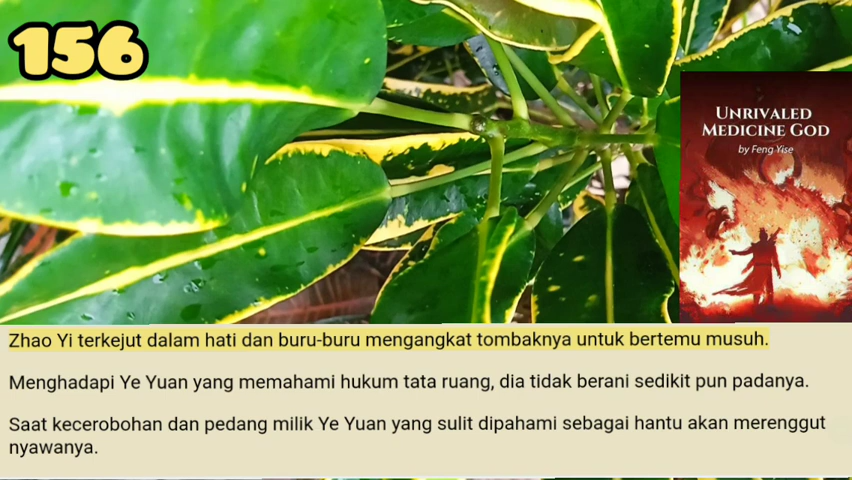 156
UNRIVALED
MEDICINE GOD
by Feng Yise
Zhao Yi terkejut dalam hati dan buru-buru mengangkat tombaknya untuk bertemu musuh.
Menghadapi Ye Yuan yang memahami hukum tata ruang, dia tidak berani sedikit pun padanya.
Saat kecerobohan dan pedang milik Ye Yuan yang sulit dipahami sebagai hantu akan merenggut
nyawanya.